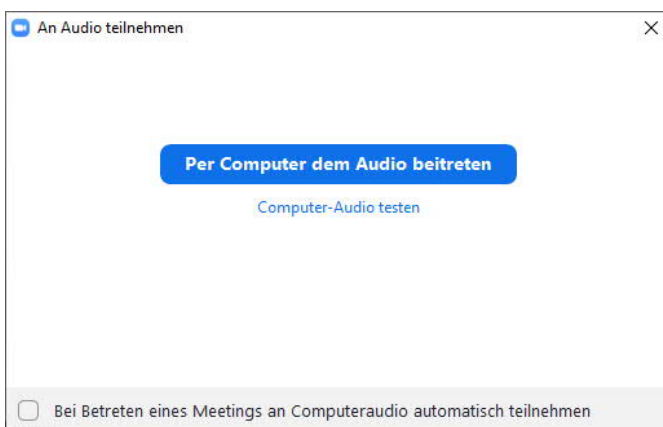 An Audio teilnehmen
Per Computer dem Audio beitreten
Computer-Audio testen
Bei Betreten eines Meetings an Computeraudio automatisch teilnehmen